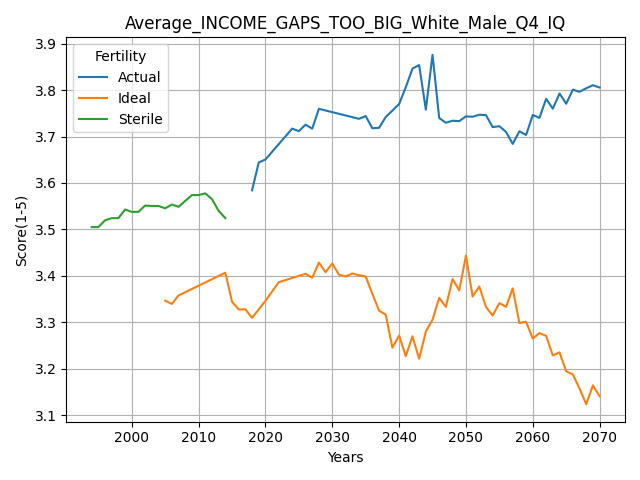 Average_INCOME_GAPS_TOO_BIG_White_Male_Q4_IQ
Fertility
Actual
Ideal
Sterile
Score(1-5)
3.9
3.8
3.7
3.6
3.5
3.4
3.3
3.2
3.1
2000 2010 2020 2030 2040 2050 2060 2070
Years